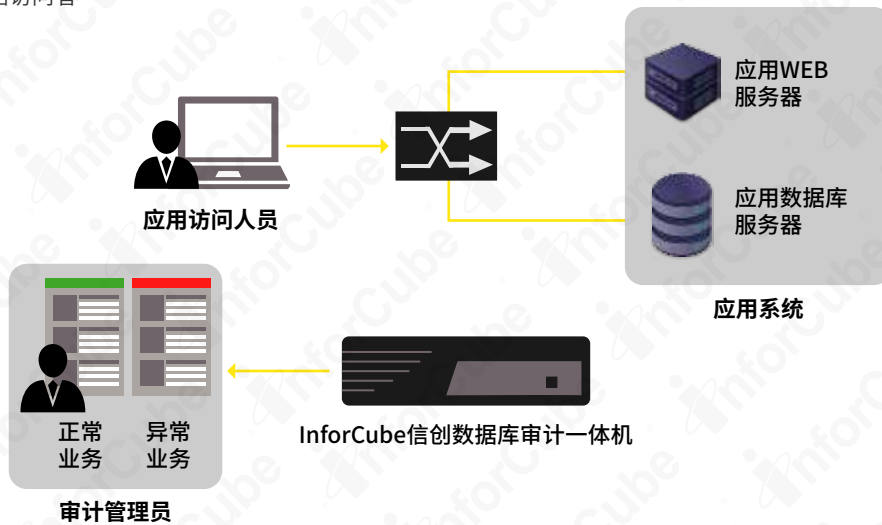 应用WEB
服务器
应用访问人员
应用数据库
服务器
应用系统
正常
业务
异常
业务
InforCube信创数据库审计一体机
审计管理员
InforCube